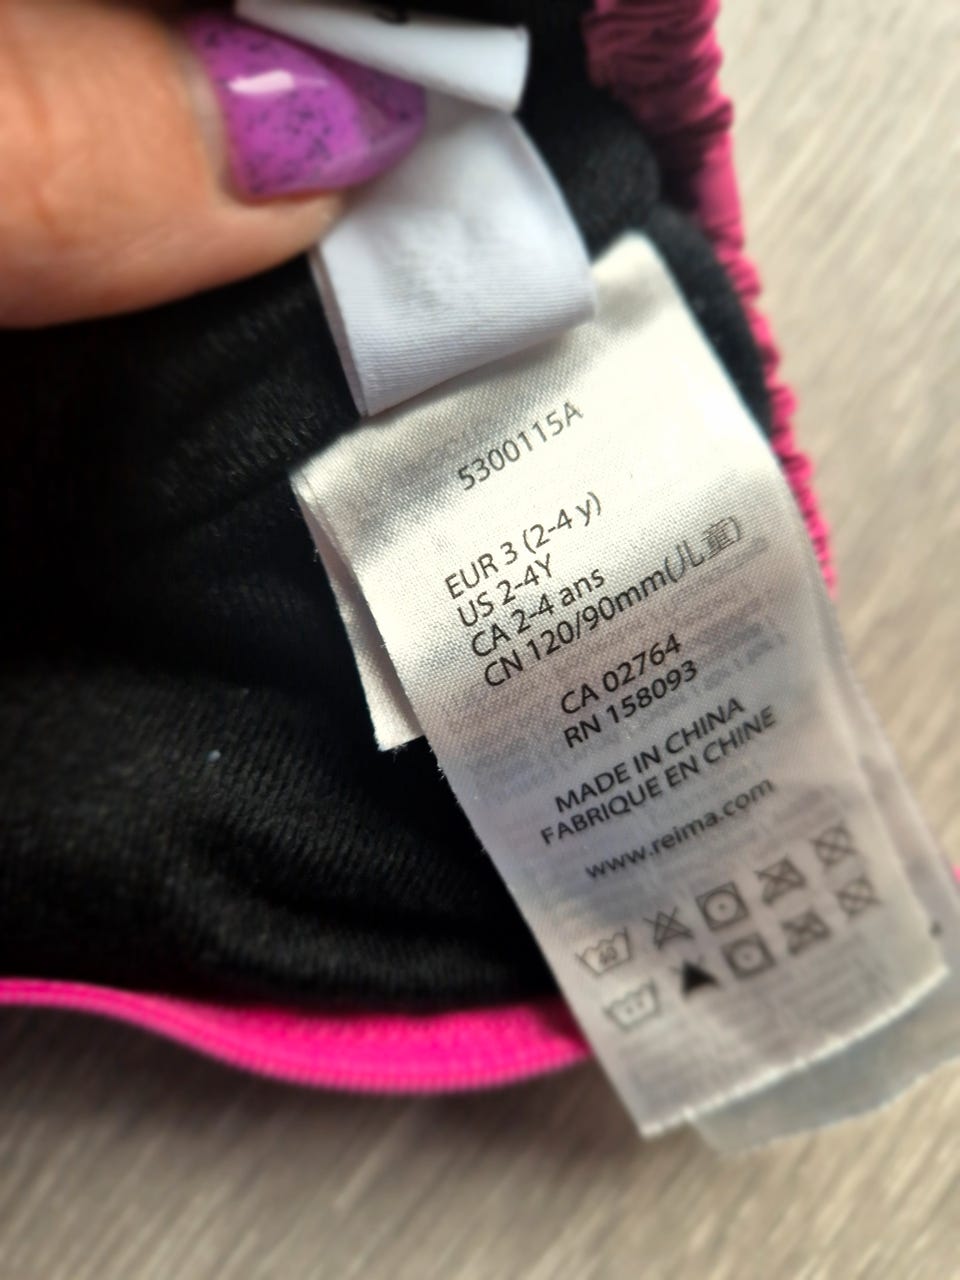 5300115A
EUR 3 (2-4 y)
US 2-4Y
CA 2-4 ans
CN 120/90mm(儿童)
CA 02764
RN 158093
MADE IN CHINA
FABRIQUE EN CHINE
www.reima.com